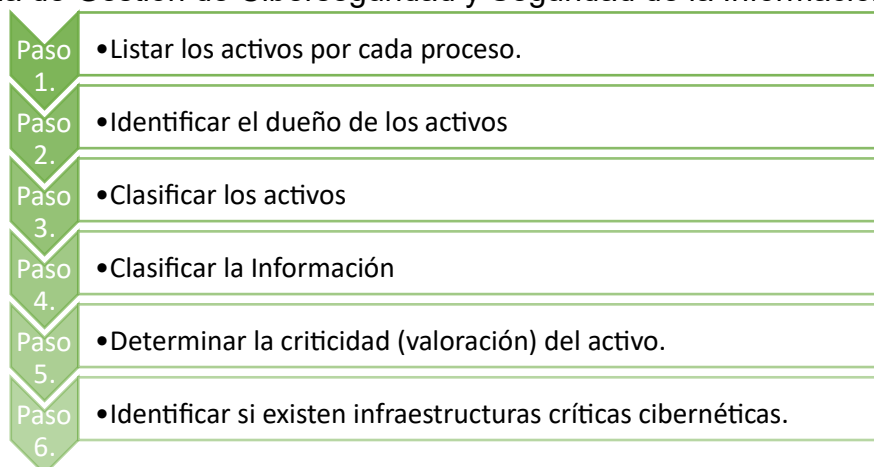 de Gestión de Ciberseguridad y Seguridad de la Información
Paso 1. •Listar los activos por cada proceso.
Paso 2. •Identificar el dueño de los activos
Paso 3. •Clasificar los activos
Paso 4. •Clasificar la Información
Paso 5. •Determinar la criticidad (valoración) del activo.
Paso 6. •Identificar si existen infraestructuras críticas cibernéticas.